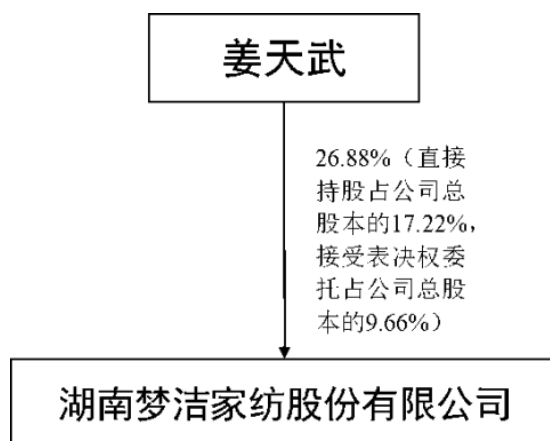 姜天武
26.88%（直接
持股占公司总
股本的17.22%，
接受表决权委
托占公司总股
本的9.66%）
湖南梦洁家纺股份有限公司